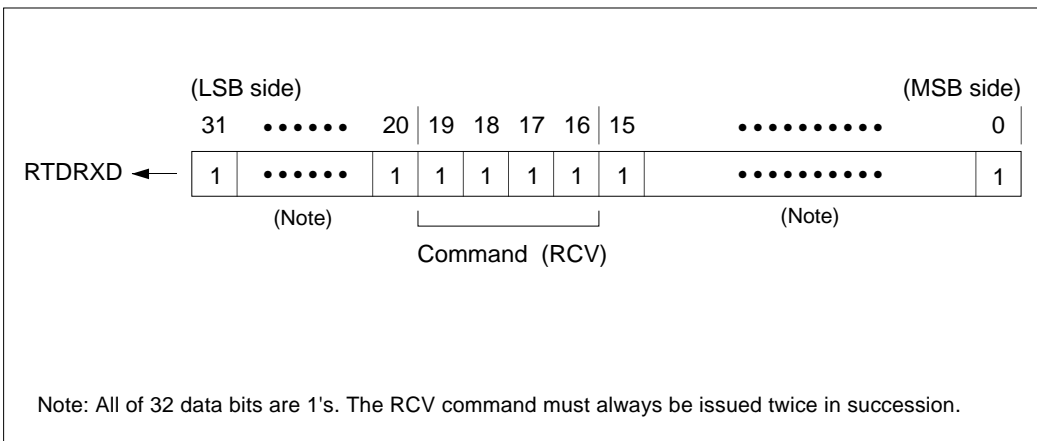 (LSB side) (MSB side)
31 •••••• 20 19 18 17 16 15 •••••••••• 0
RTDRXD 1 •••••• 1 1 1 1 1 1 •••••••••• 1
(Note) (Note)
Command (RCV)
Note: All of 32 data bits are 1's. The RCV command must always be issued twice in succession.